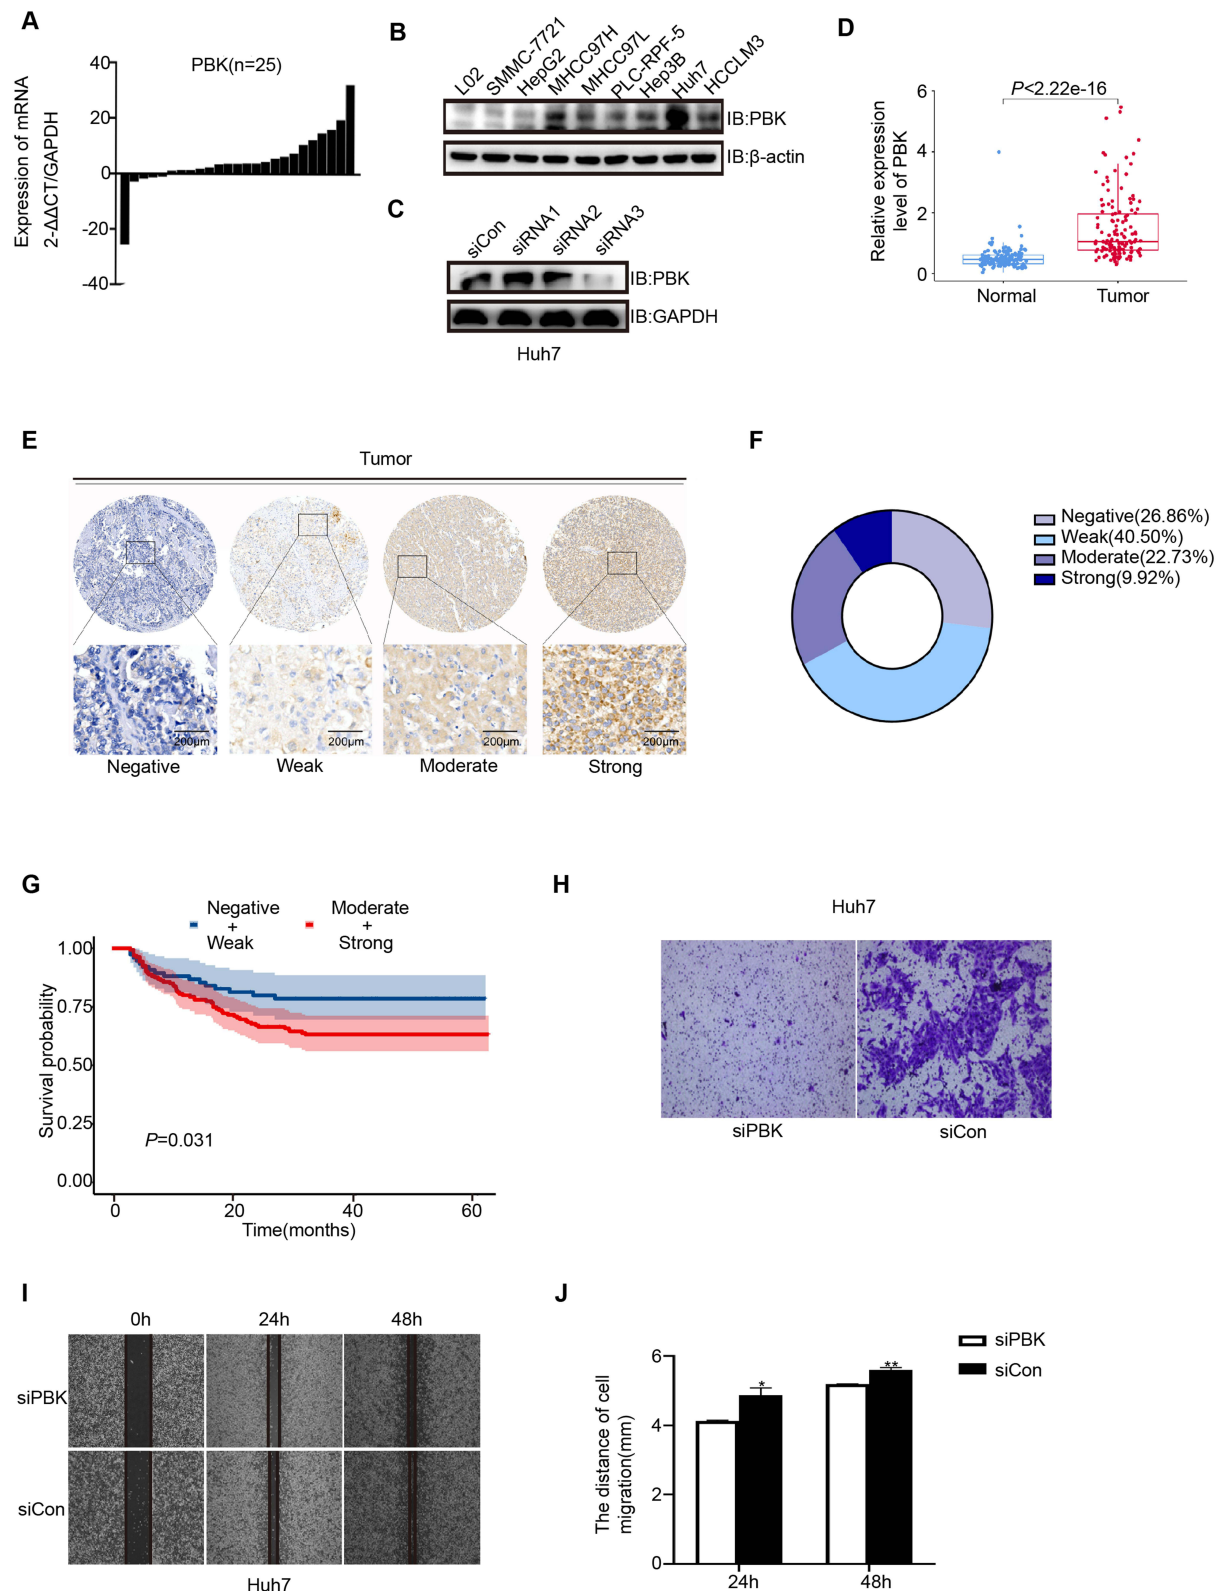 A
PBK(n=25)
Expression of mRNA
2-ΔΔCT/GAPDH
40
20
0
-20
-40
B
L02
SMMC-7721
HepG2
MHCC97H
MHCC97L
PLC-RPF-5
Hep3B
Huh7
HCCLM3
IB:PBK
IB:β-actin
C
siCon
siRNA1
siRNA2
siRNA3
IB:PBK
IB:GAPDH
Huh7
D
P<2.22e-16
Relative expression
level of PBK
6
4
2
0
Normal
Tumor
E
Tumor
200μm
200μm
200μm
200μm
Negative
Weak
Moderate
Strong
F
Negative(26.86%)
Weak(40.50%)
Moderate(22.73%)
Strong(9.92%)
G
Negative
+
Weak
Moderate
+
Strong
Survival probability
1.00
0.75
0.50
0.25
0.00
P=0.031
0
20
40
60
Time(months)
H
Huh7
siPBK
siCon
I
0h
24h
48h
siPBK
siCon
Huh7
J
siPBK
siCon
The distance of cell
migration(mm)
6
4
2
0
*
**
24h
48h